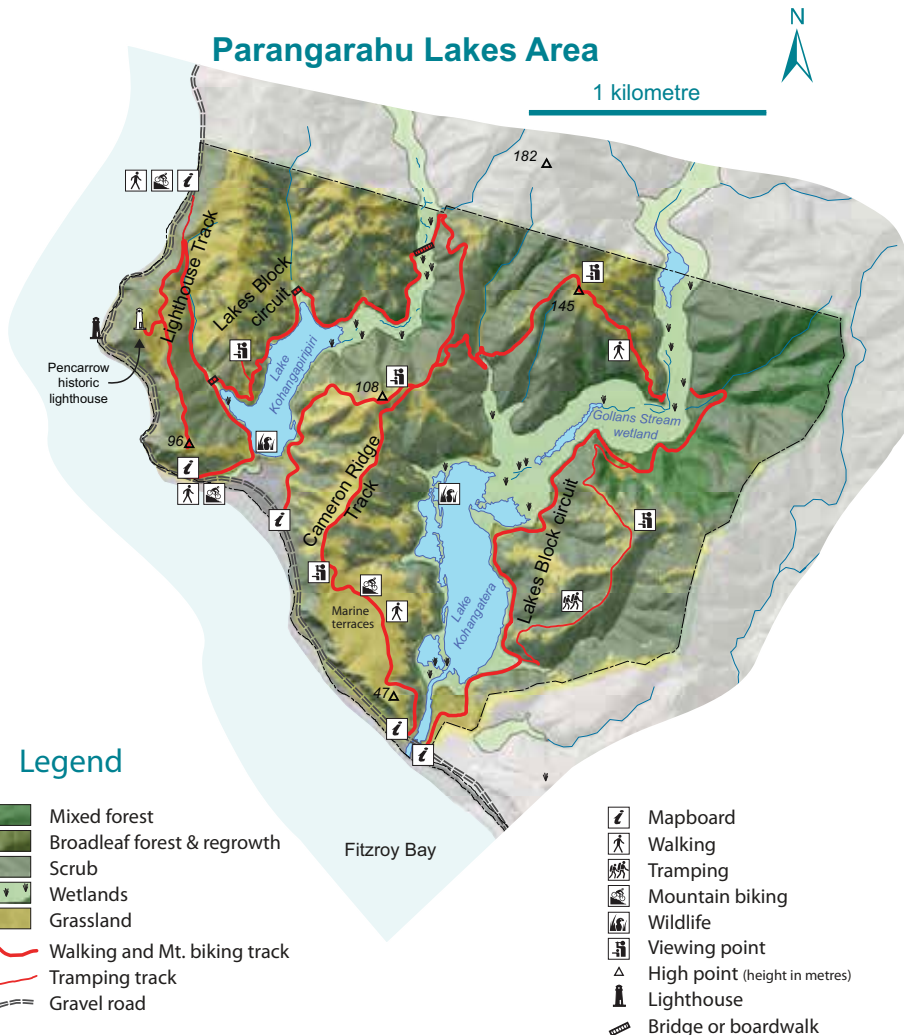 Parangarahu Lakes Area
N
1 kilometre
182
Lighthouse Track
Lakes Block
circuit
145
Pencarrow
historic
lighthouse
Lake
Kohangapiripiri
108
Gollans Stream
wetland
96
Cameron Ridge
Track
Lakes Block circuit
Marine
terraces
Lake
Kohangatera
47
Fitzroy Bay
Legend
Mixed forest
Broadleaf forest & regrowth
Scrub
Wetlands
Grassland
Walking and Mt. biking track
Tramping track
Gravel road
i Mapboard
Walking
Tramping
Mountain biking
Wildlife
Viewing point
High point (height in metres)
Lighthouse
Bridge or boardwalk